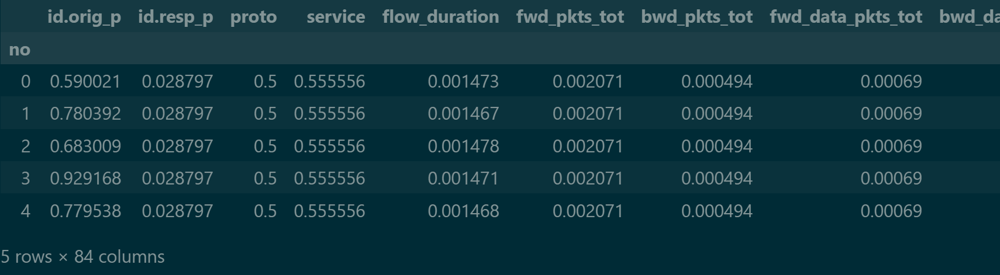 id.orig_p id.resp_p proto service flow_duration fwd_pkts_tot bwd_pkts_tot fwd_data_pkts_tot bwd_da
no
0 0.590021 0.028797 0.5 0.555556 0.001473 0.002071 0.000494 0.00069
1 0.780392 0.028797 0.5 0.555556 0.001467 0.002071 0.000494 0.00069
2 0.683009 0.028797 0.5 0.555556 0.001478 0.002071 0.000494 0.00069
3 0.929168 0.028797 0.5 0.555556 0.001471 0.002071 0.000494 0.00069
4 0.779538 0.028797 0.5 0.555556 0.001468 0.002071 0.000494 0.00069
5 rows × 84 columns